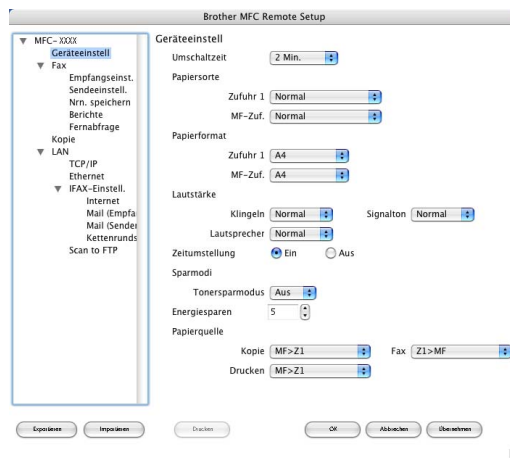 Brother MFC Remote Setup
MFC-XXXX
Geräteeinstell
Fax
Empfangseinst.
Sendeeinstell.
Nrn. speichern
Berichte
Fernabfrage
Kopie
LAN
TCP/IP
Ethernet
IFAX-Einstell.
Internet
Mail (Empfa
Mail (Sender
Kettenrunds
Scan to FTP
Geräteeinstell
Umschaltzeit 2 Min.
Papiersorte
Zufuhr 1 Normal
MF-Zuf. Normal
Papierformat
Zufuhr 1 A4
MF-Zuf. A4
Lautstärke
Klingeln Normal Signalton Normal
Lautsprecher Normal
Zeitumstellung Ein Aus
Sparmodi
Tonersparmodus Aus
Energiesparen 5
Papierquelle
Kopie MF>Z1 Fax Z1>MF
Drucken MF>Z1
Exportieren Importieren Drucken OK Abbrechen Übernehmen